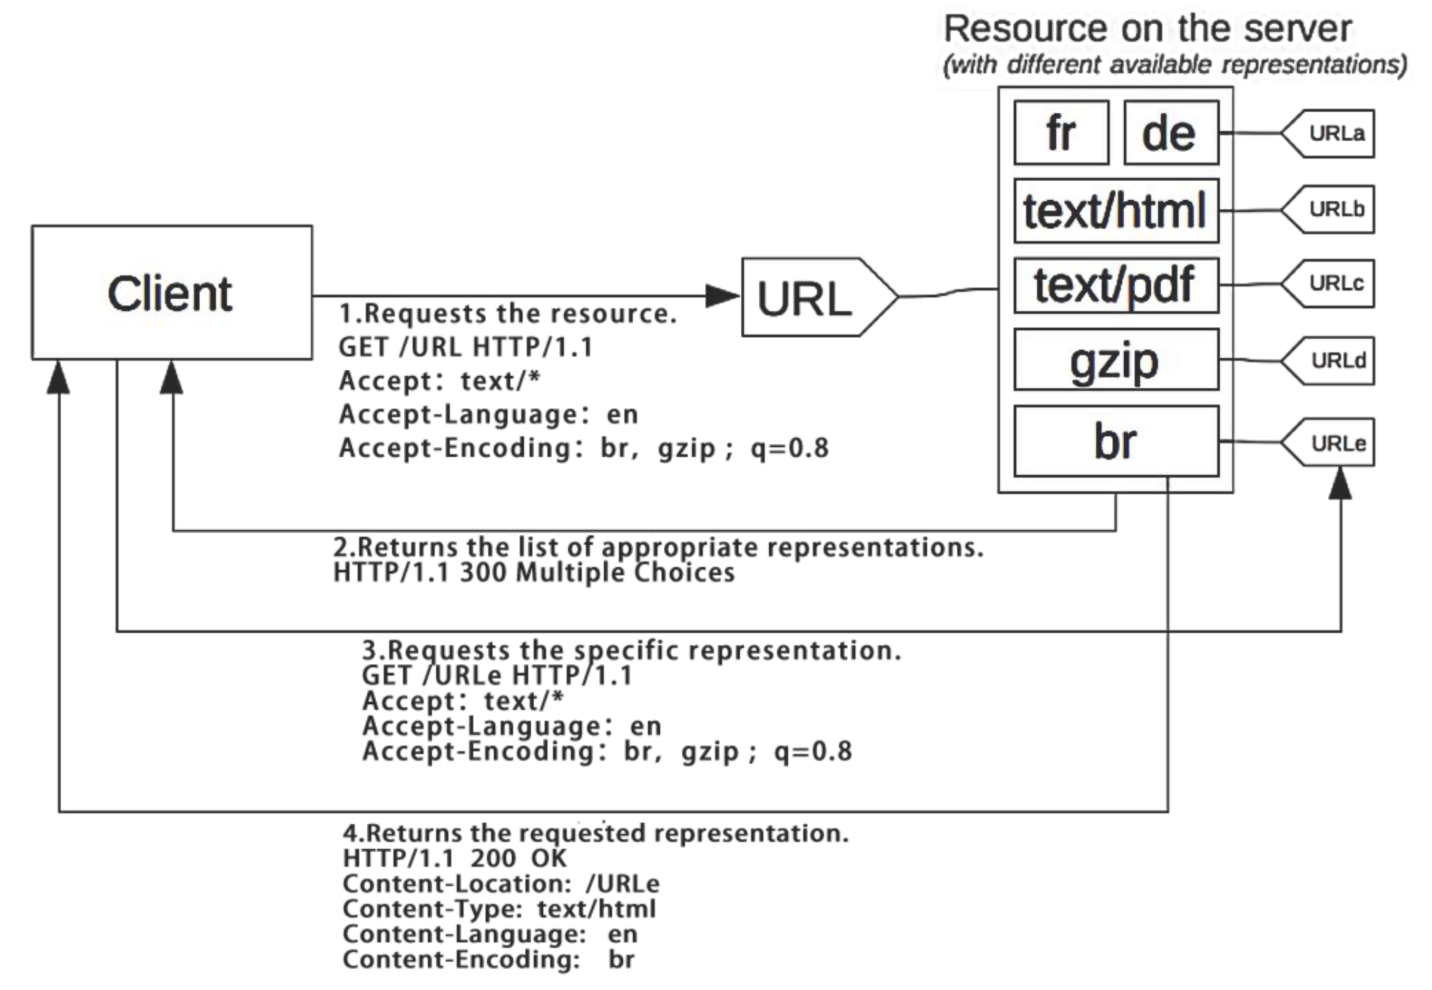 Resource on the server
(with different available representations)
fr
de
URLa
text/html
URLb
text/pdf
URLc
gzip
URLd
br
URLe
Client
URL
1.Requests the resource.
GET /URL HTTP/1.1
Accept: text/*
Accept-Language: en
Accept-Encoding: br, gzip ; q=0.8
2.Returns the list of appropriate representations.
HTTP/1.1 300 Multiple Choices
3.Requests the specific representation.
GET /URLe HTTP/1.1
Accept: text/*
Accept-Language: en
Accept-Encoding: br, gzip ; q=0.8
4.Returns the requested representation.
HTTP/1.1 200 OK
Content-Location: /URLe
Content-Type: text/html
Content-Language: en
Content-Encoding: br